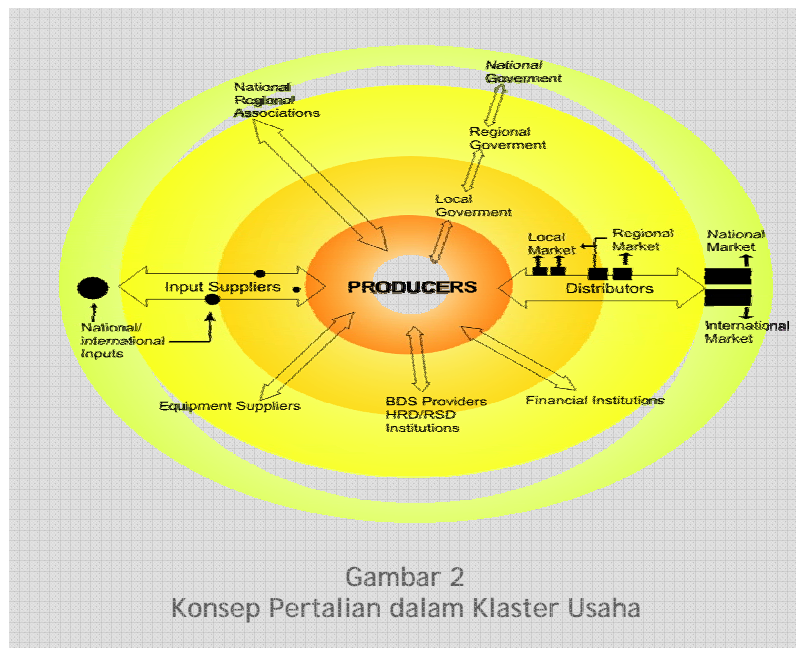 National
Goverment
National
Regional
Associations
Regional
Goverment
Local
Goverment
Local
Market
Regional
Market
National
Market
Input Suppliers
PRODUCERS
Distributors
National/
international
Inputs
International
Market
Equipment Suppliers
BDS Providers
HRD/RSD
Institutions
Financial Institutions
Gambar 2
Konsep Pertalian dalam Klaster Usaha